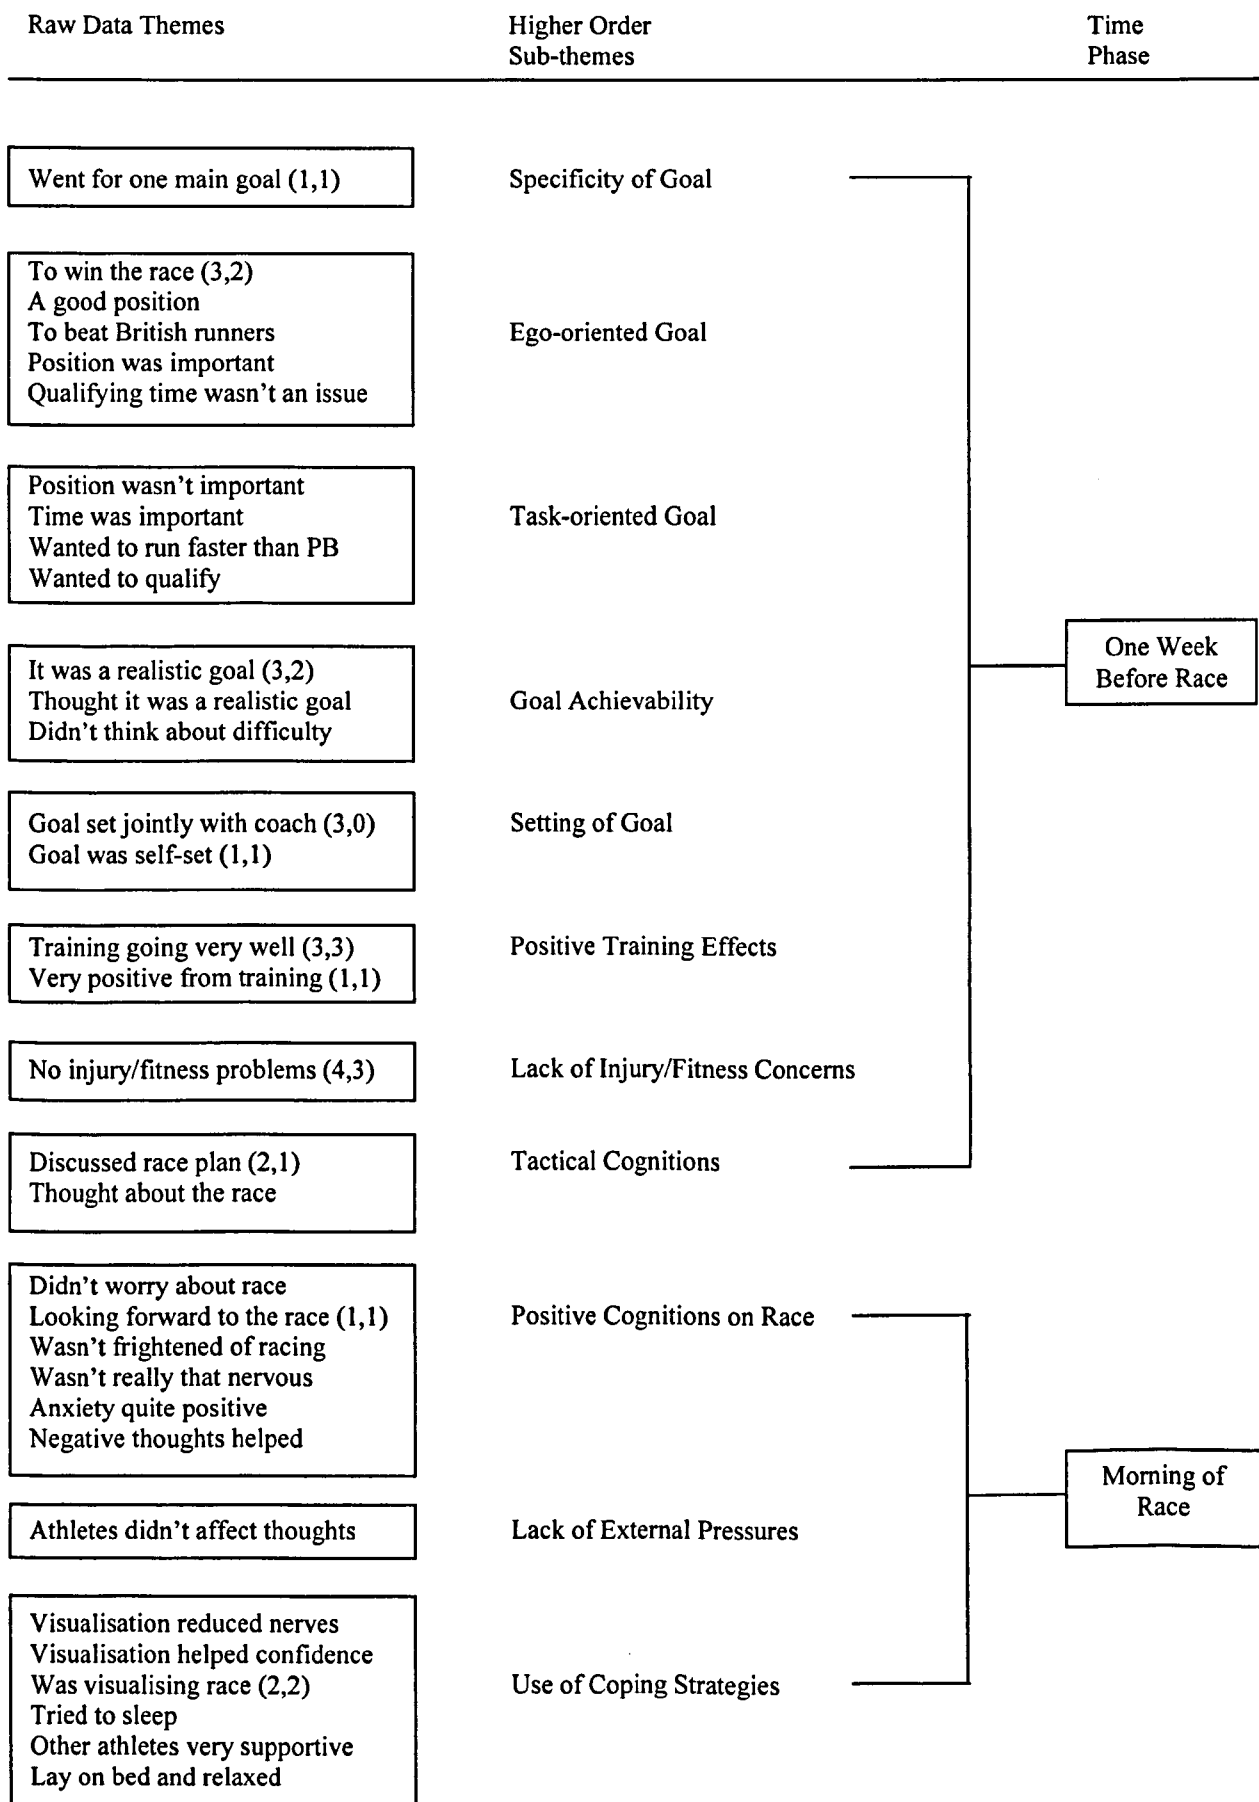 Raw Data Themes
Higher Order
Sub-themes
Time
Phase
Went for one main goal (1,1)
Specificity of Goal
To win the race (3,2)
A good position
To beat British runners
Position was important
Qualifying time wasn't an issue
Ego-oriented Goal
Position wasn't important
Time was important
Wanted to run faster than PB
Wanted to qualify
Task-oriented Goal
It was a realistic goal (3,2)
Thought it was a realistic goal
Didn't think about difficulty
Goal Achievability
One Week
Before Race
Goal set jointly with coach (3,0)
Goal was self-set (1,1)
Setting of Goal
Training going very well (3,3)
Very positive from training (1,1)
Positive Training Effects
No injury/fitness problems (4,3)
Lack of Injury/Fitness Concerns
Discussed race plan (2,1)
Thought about the race
Tactical Cognitions
Didn't worry about race
Looking forward to the race (1,1)
Wasn't frightened of racing
Wasn't really that nervous
Anxiety quite positive
Negative thoughts helped
Positive Cognitions on Race
Morning of
Race
Athletes didn't affect thoughts
Lack of External Pressures
Visualisation reduced nerves
Visualisation helped confidence
Was visualising race (2,2)
Tried to sleep
Other athletes very supportive
Lay on bed and relaxed
Use of Coping Strategies